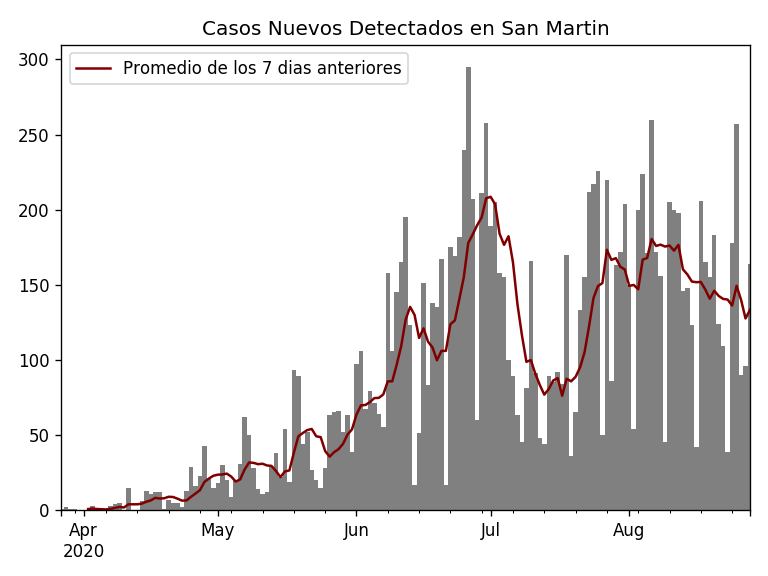 Casos Nuevos Detectados en San Martin
Promedio de los 7 dias anteriores
300
250
200
150
100
50
0
Apr May Jun Jul Aug
2020